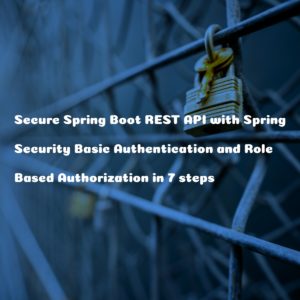 Secure Spring Boot REST API with Spring
Security Basic Authentication and Role
Based Authorization in 7 steps